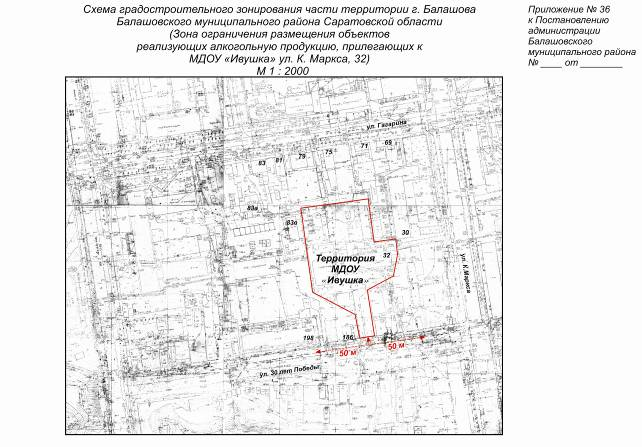 Схема градостроительного зонирования части территории г. Балашова
Балашовского муниципального района Саратовской области
(Зона ограничения размещения объектов
реализующих алкогольную продукцию, прилегающих к
МДОУ «Ивушка» ул. К. Маркса, 32)
М 1 : 2000
Приложение № 36
к Постановлению
администрации
Балашовского
муниципального района
№ ____ от ________
ул. Гагарина
83
81
79
75
71
69
83а
83а
30
32
Территория
МДОУ
«Ивушка»
ул. К.Маркса
198
186
50 м
50 м
ул. 30 лет Победы